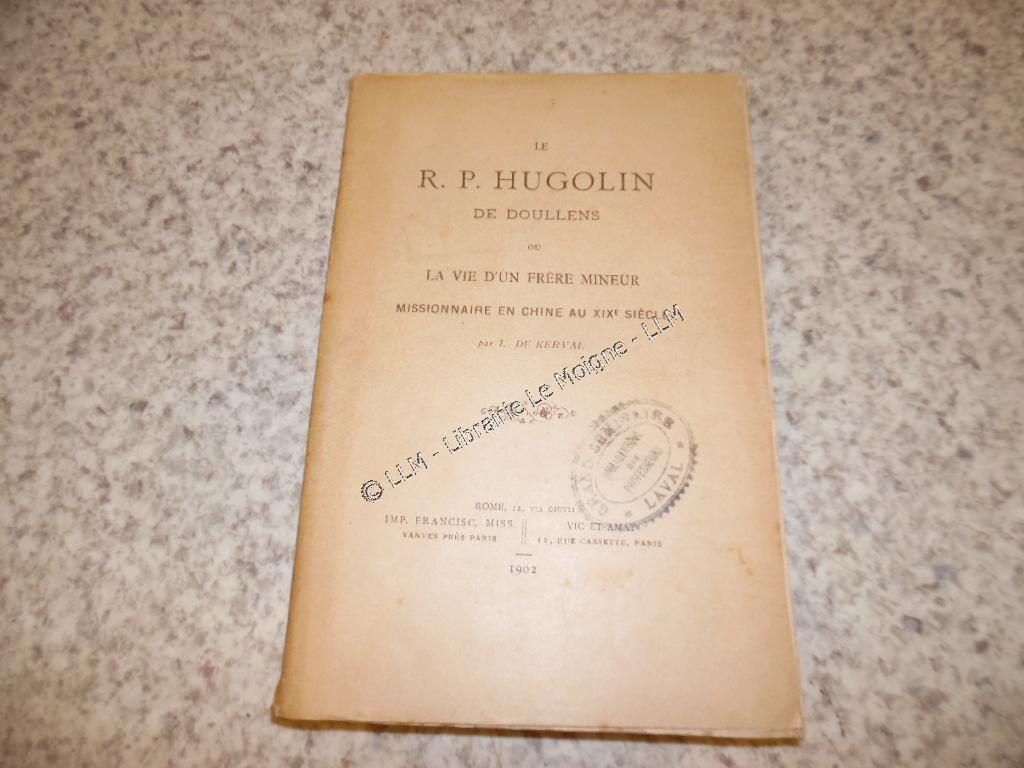 LE
R. P. HUGOLIN
DE DOULLENS
OU
LA VIE D'UN FRÈRE MINEUR
MISSIONNAIRE EN CHINE AU XIXE SIÈCLE
par L. DE KERVAL
© LLM - Librairie Le Moigne - LLM
GRAND SEMINAIRE
LAVAL
ROME, 12, VIA GIUSTI
IMP. FRANCISC. MISS.
VANVES PRÈS PARIS
VIC ET AMAT
11, RUE CASSETTE, PARIS
1902